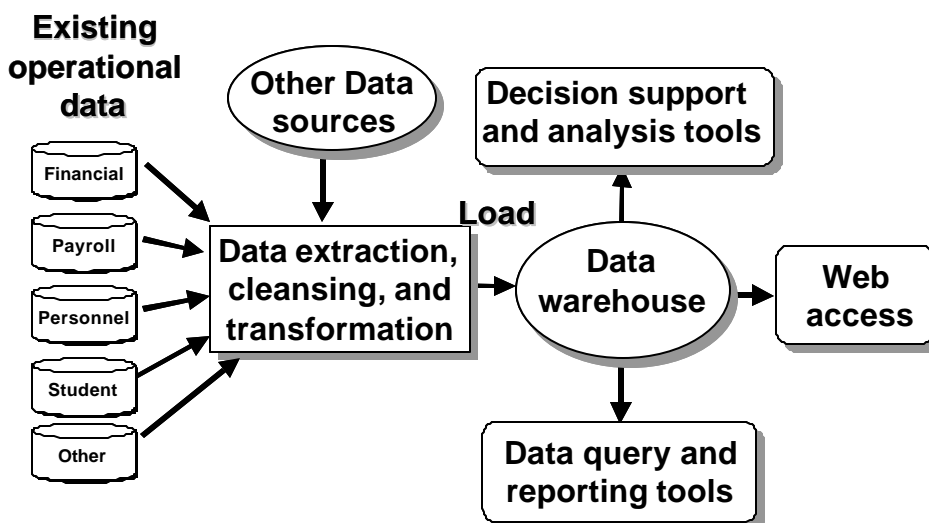 Existing
operational
data
Other Data
sources
Decision support
and analysis tools
Financial
Payroll
Personnel
Student
Other
Data extraction,
cleansing, and
transformation
Load
Data
warehouse
Web
access
Data query and
reporting tools